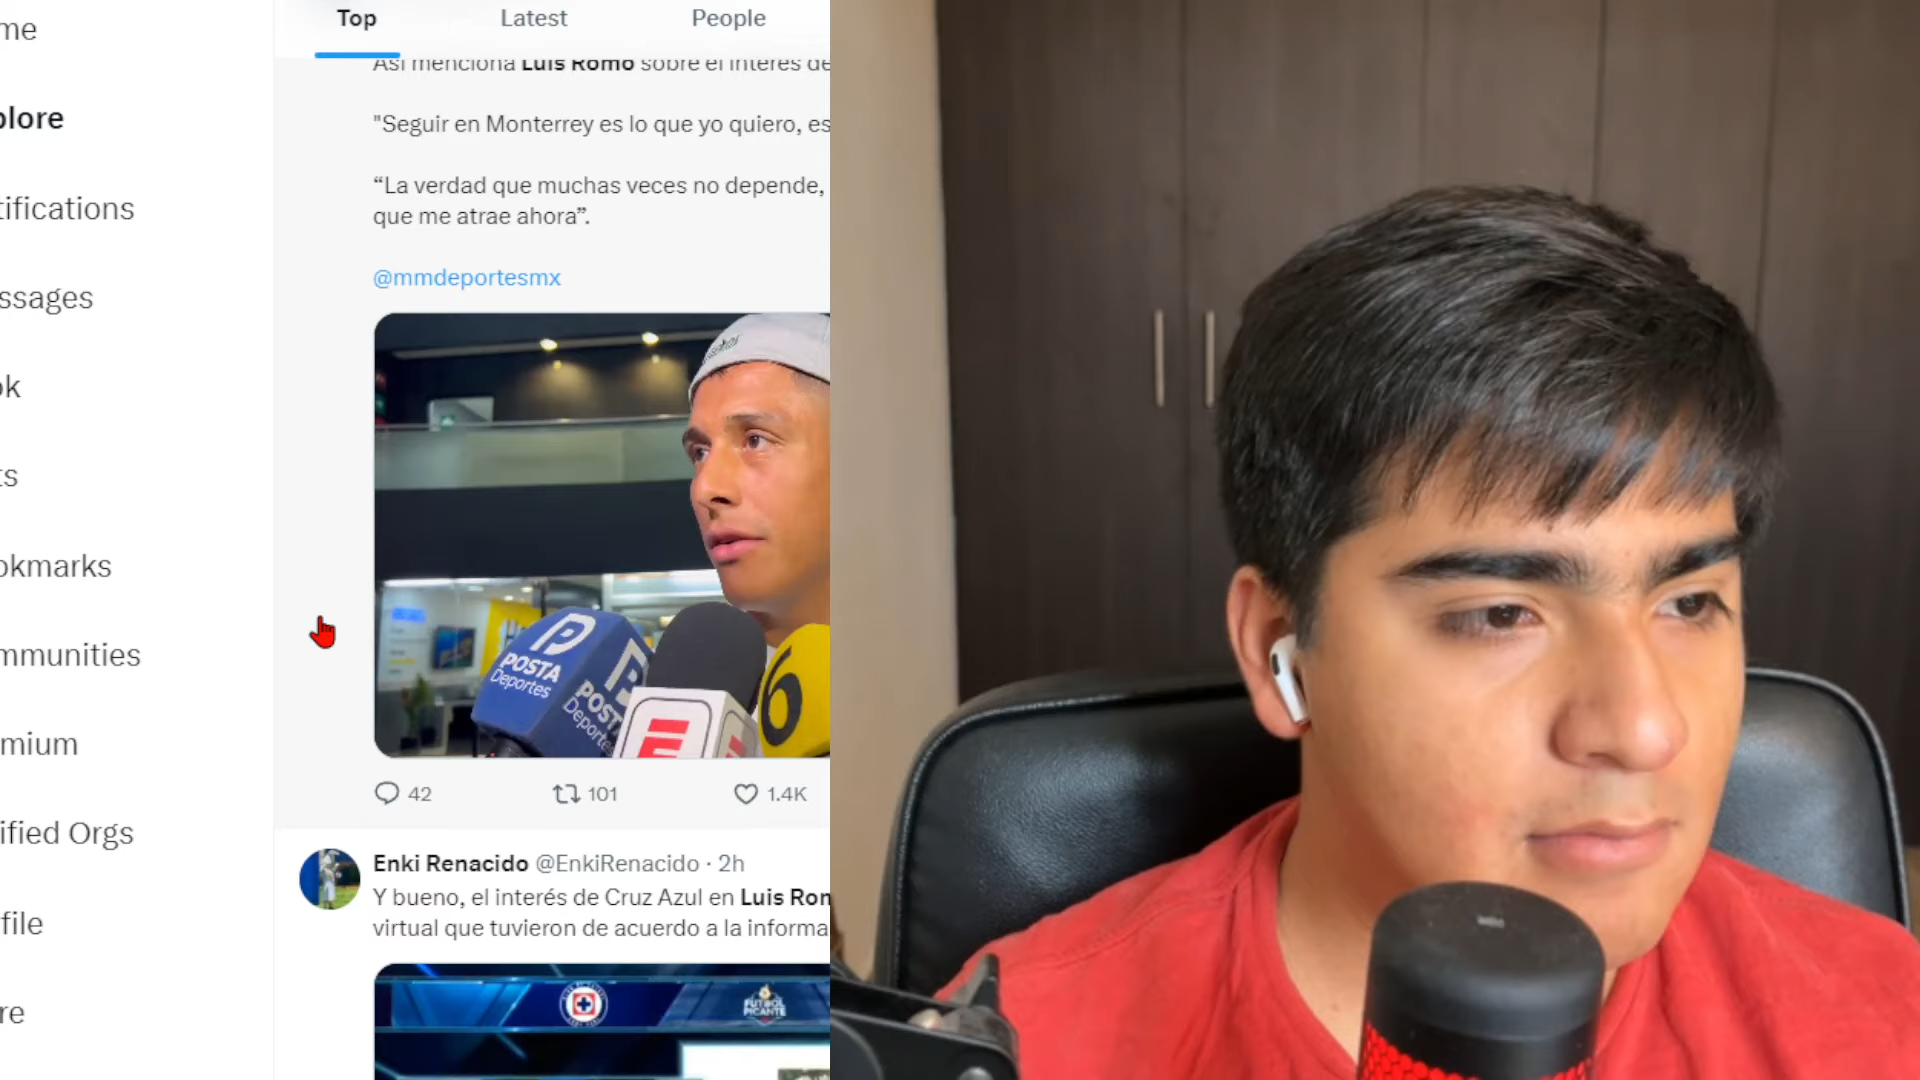 Top
Latest
People
me
Así menciona Luis Romo sobre el interés de
plore
"Seguir en Monterrey es lo que yo quiero, es
“La verdad que muchas veces no depende,
tifications
que me atrae ahora”.
@mmdeportesmx
ssages
ok
ts
okmarks
mmunities
POSTA
Deportes
POSTA
Deportes
E
6
mium
42
101
1.4K
ified Orgs
Enki Renacido @EnkiRenacido · 2h
Y bueno, el interés de Cruz Azul en Luis Rom
virtual que tuvieron de acuerdo a la informa
file
FUTBOL
PICANTE
re